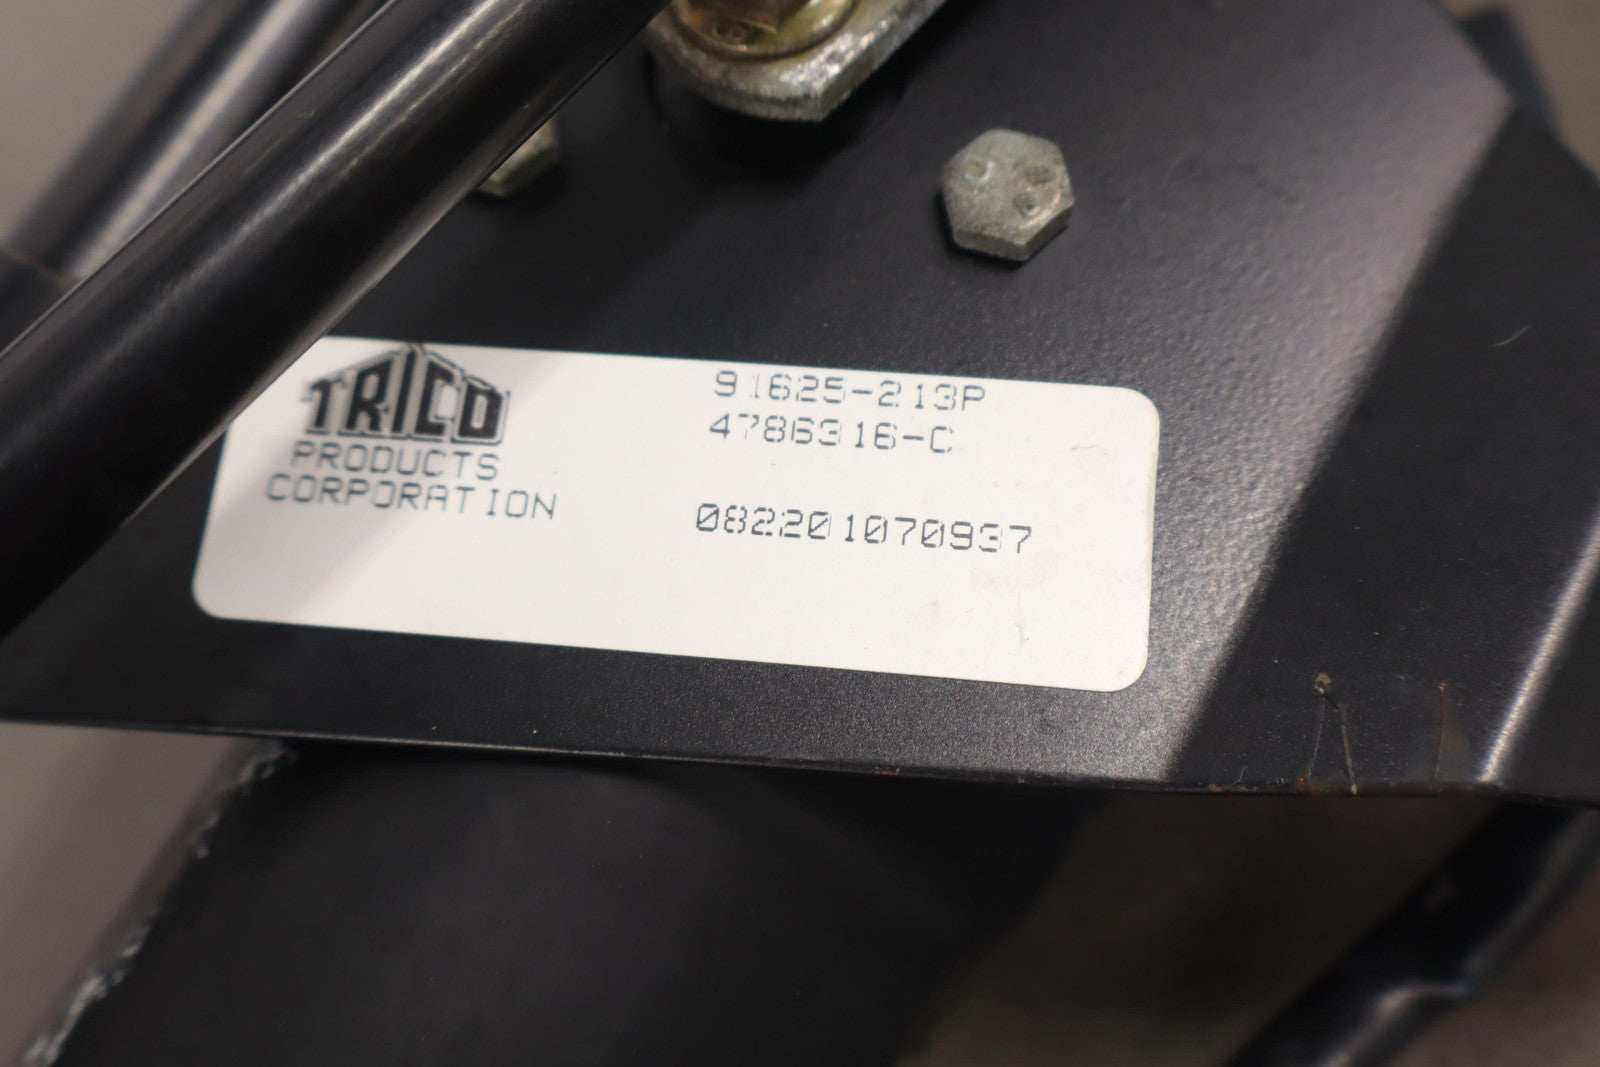 TRICO
PRODUCTS
CORPORATION
91625-213P
4786316-C
082201070937